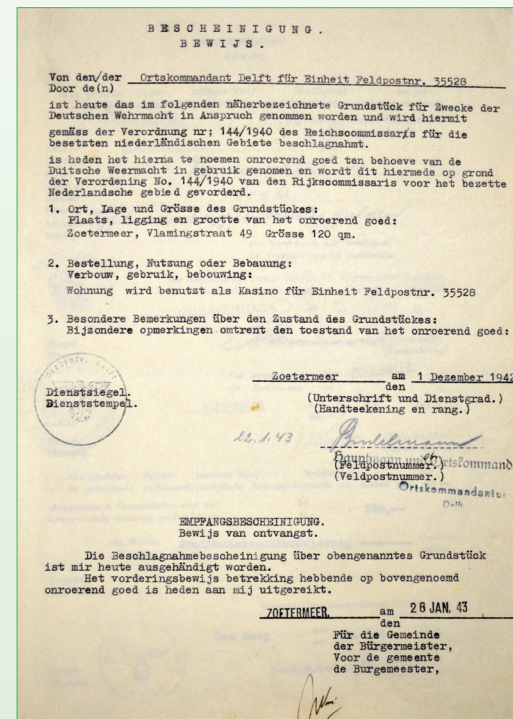 BESCHEINIGUNG.
BEWIJS.
Von den/der Ortskommandant Delft für Einheit Feldpostnr. 35528
Door de(n)
ist heute das im folgenden näherbezeichnete Grundstück für Zwecke der
Deutschen Wehrmacht in Anspruch genommen worden und wird hiermit
gemäss der Verordnung nr; 144/1940 des Reichscommissars für die
besetzten niederländischen Gebiete beschlagnahmt.
is heden het hierna te noemen onroerend goed ten behoeve van de
Duitsche Weermacht in gebruik genomen en wordt dit hiermede op grond
der Verordening No. 144/1940 van den Rijkscommissaris voor het bezette
Nederlandsche gebied gevorderd.
1. Ort, Lage und Grösse des Grundstückes:
Plaats, ligging en grootte van het onroerend goed:
Zoetermeer, Vlamingstraat 49 Grösse 120 qm.
2. Bestellung, Nutzung oder Bebauung:
Verbouw, gebruik, bebouwing:
Wohnung wird benutzt als Kasino für Einheit Feldpostnr. 35528
3. Besondere Bemerkungen über den Zustand des Grundstückes:
Bijzondere opmerkingen omtrent den toestand van het onroerend goed:
Zoetermeer am 1 Dezember 1942
den
Dienstsiegel.
Dienststempel.
(Unterschrift und Dienstgrad.)
(Handteekening en rang.)
22.1.43
Hauptmann und Ortskommand
(Feldpostnummer.)
(Veldpostnummer.)
Ortskommandantur
Delft
EMPFANGSBESCHEINIGUNG.
Bewijs van ontvangst.
Die Beschlagnahmebescheinigung über obengenanntes Grundstück
ist mir heute ausgehändigt worden.
Het vorderingsbewijs betrekking hebbende op bovengenoemd
onroerend goed is heden aan mij uitgereikt.
ZOETERMEER. am 26 JAN. 43
den
Für die Gemeinde
der Bürgermeister,
Voor de gemeente
de Burgemeester,